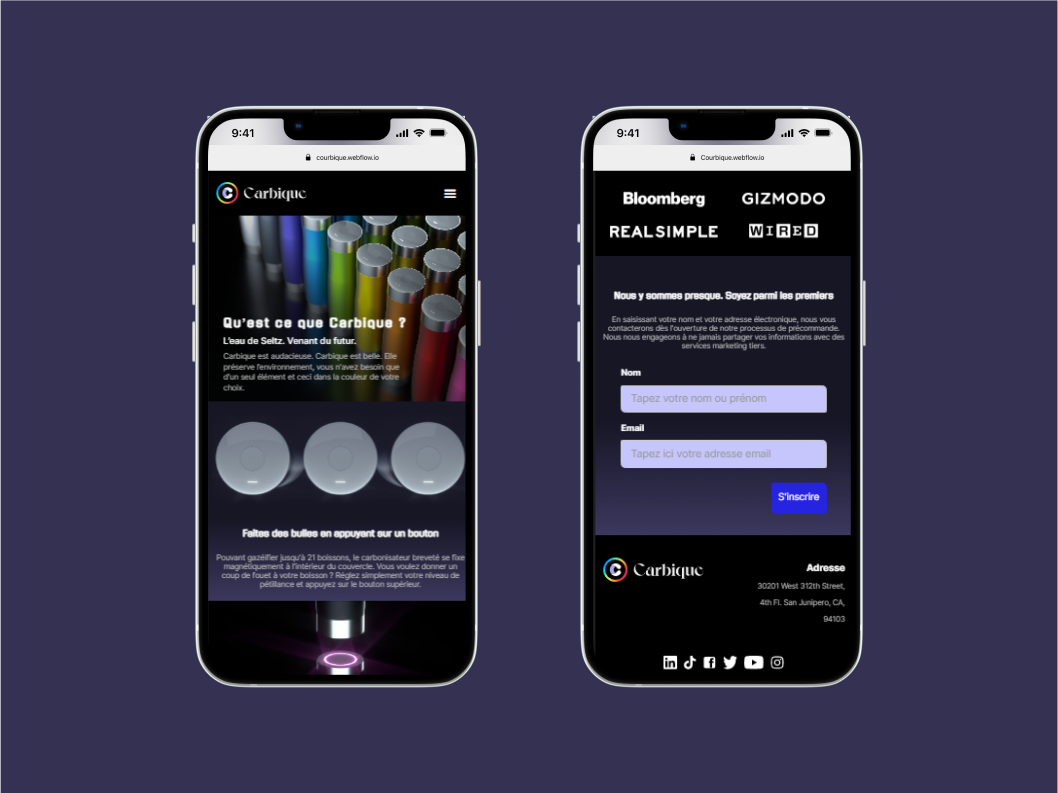 9:41
courbique.webflow.io
C Carbique
Qu'est ce que Carbique ?
L'eau de Seltz. Venant du futur.
Carbique est audacieuse. Carbique est belle. Elle
préserve l'environnement, vous n'avez besoin que
d'un seul élément et ceci dans la couleur de votre
choix.
Faites des bulles en appuyant sur un bouton
Pouvant gazéifier jusqu'à 21 boissons, le carbonisateur breveté se fixe
magnétiquement à l'intérieur du couvercle. Vous voulez donner un
coup de fouet à votre boisson ? Réglez simplement votre niveau de
pétillance et appuyez sur le bouton supérieur.
9:41
Courbique.webflow.io
Bloomberg GIZMODO
REALSIMPLE WIRED
Nous y sommes presque. Soyez parmi les premiers
En saisissant votre nom et votre adresse électronique, nous vous
contacterons dès l'ouverture de notre processus de précommande.
Nous nous engageons à ne jamais partager vos informations avec des
services marketing tiers.
Nom
Tapez votre nom ou prénom
Email
Tapez ici votre adresse email
S'inscrire
C Carbique
Adresse
30201 West 312th Street,
4th Fl. San Junipero, CA,
94103